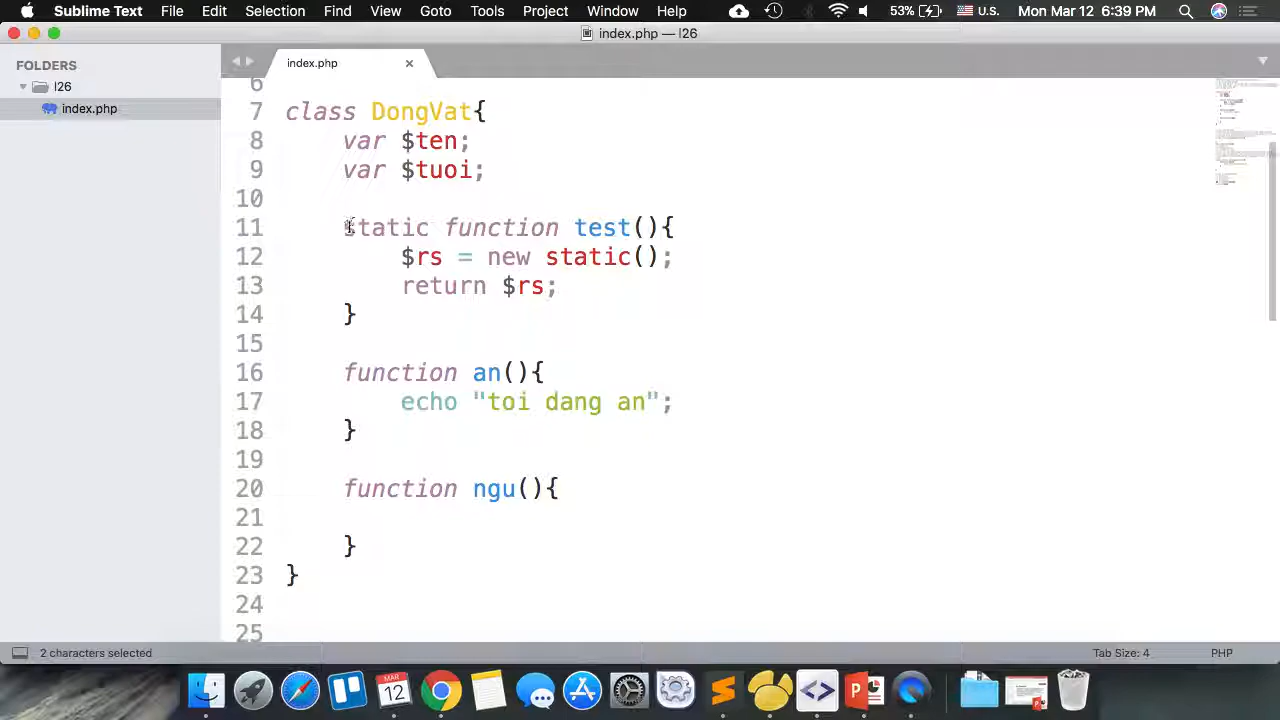 Sublime Text File Edit Selection Find View Goto Tools Project Window Help 53% U.S. Mon Mar 12 6:39 PM
index.php — l26
FOLDERS
l26
index.php
index.php
6
7 class DongVat{
8 var $ten;
9 var $tuoi;
10
11 static function test(){
12 $rs = new static();
13 return $rs;
14 }
15
16 function an(){
17 echo "toi dang an";
18 }
19
20 function ngu(){
21
22 }
23 }
24
25
2 characters selected Tab Size: 4 PHP
MAR
12